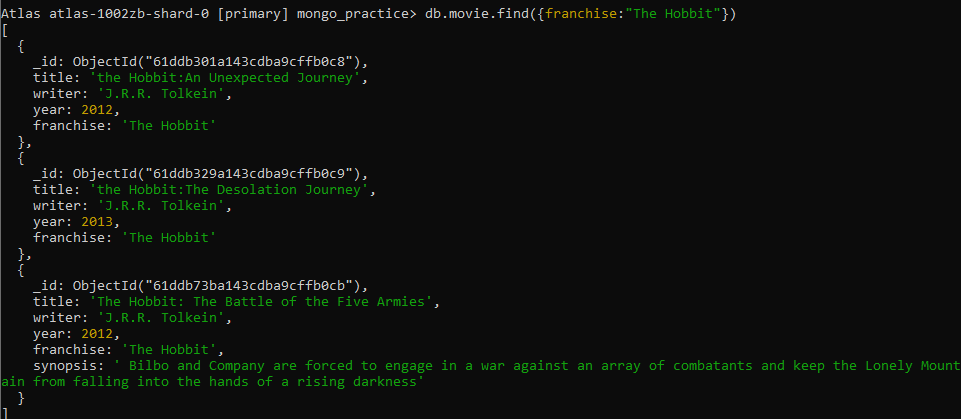 Atlas atlas-1002zb-shard-0 [primary] mongo_practice> db.movie.find({franchise:"The Hobbit"})
[
  {
    _id: ObjectId("61ddb301a143cdba9cffb0c8"),
    title: 'the Hobbit:An Unexpected Journey',
    writer: 'J.R.R. Tolkein',
    year: 2012,
    franchise: 'The Hobbit'
  },
  {
    _id: ObjectId("61ddb329a143cdba9cffb0c9"),
    title: 'the Hobbit:The Desolation Journey',
    writer: 'J.R.R. Tolkein',
    year: 2013,
    franchise: 'The Hobbit'
  },
  {
    _id: ObjectId("61ddb73ba143cdba9cffb0cb"),
    title: 'The Hobbit: The Battle of the Five Armies',
    writer: 'J.R.R. Tolkein',
    year: 2012,
    franchise: 'The Hobbit',
    synopsis: ' Bilbo and Company are forced to engage in a war against an array of combatants and keep the Lonely Mount
ain from falling into the hands of a rising darkness'
  }
]